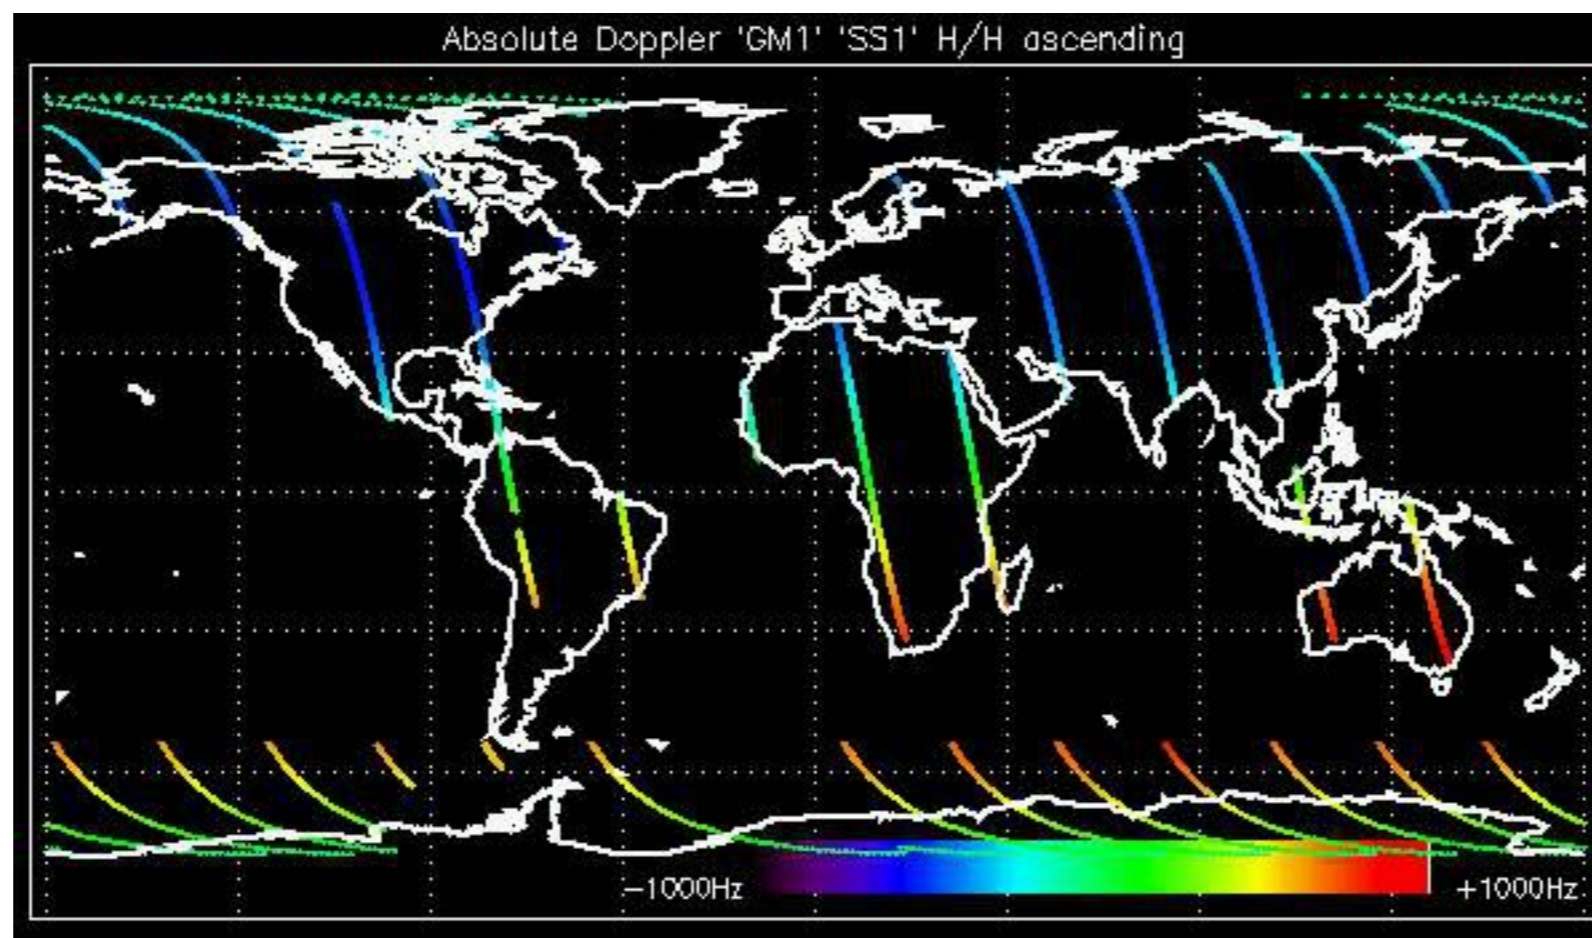 Absolute Doppler 'GM1' 'SS1' H/H ascending
-1000Hz
+1000Hz